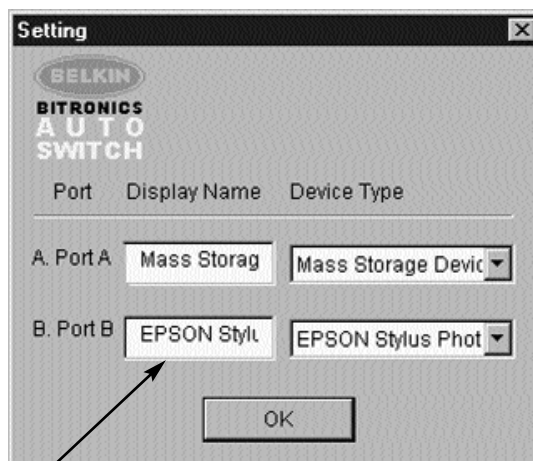 Setting
BELKIN
BITRONICS
AUTO
SWITCH
Port Display Name Device Type
A. Port A Mass Storag Mass Storage Devic
B. Port B EPSON Stylu EPSON Stylus Phot
OK